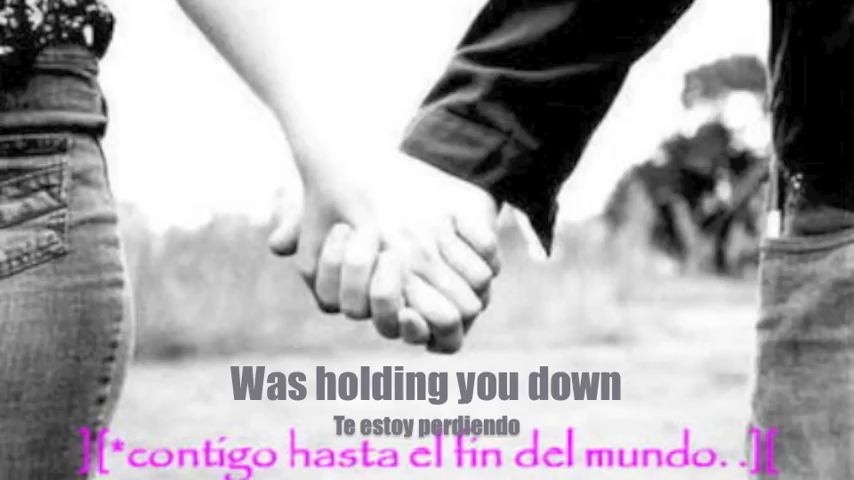 Was holding you down
Te estoy perdiendo
][*contigo hasta el fin del mundo. .][